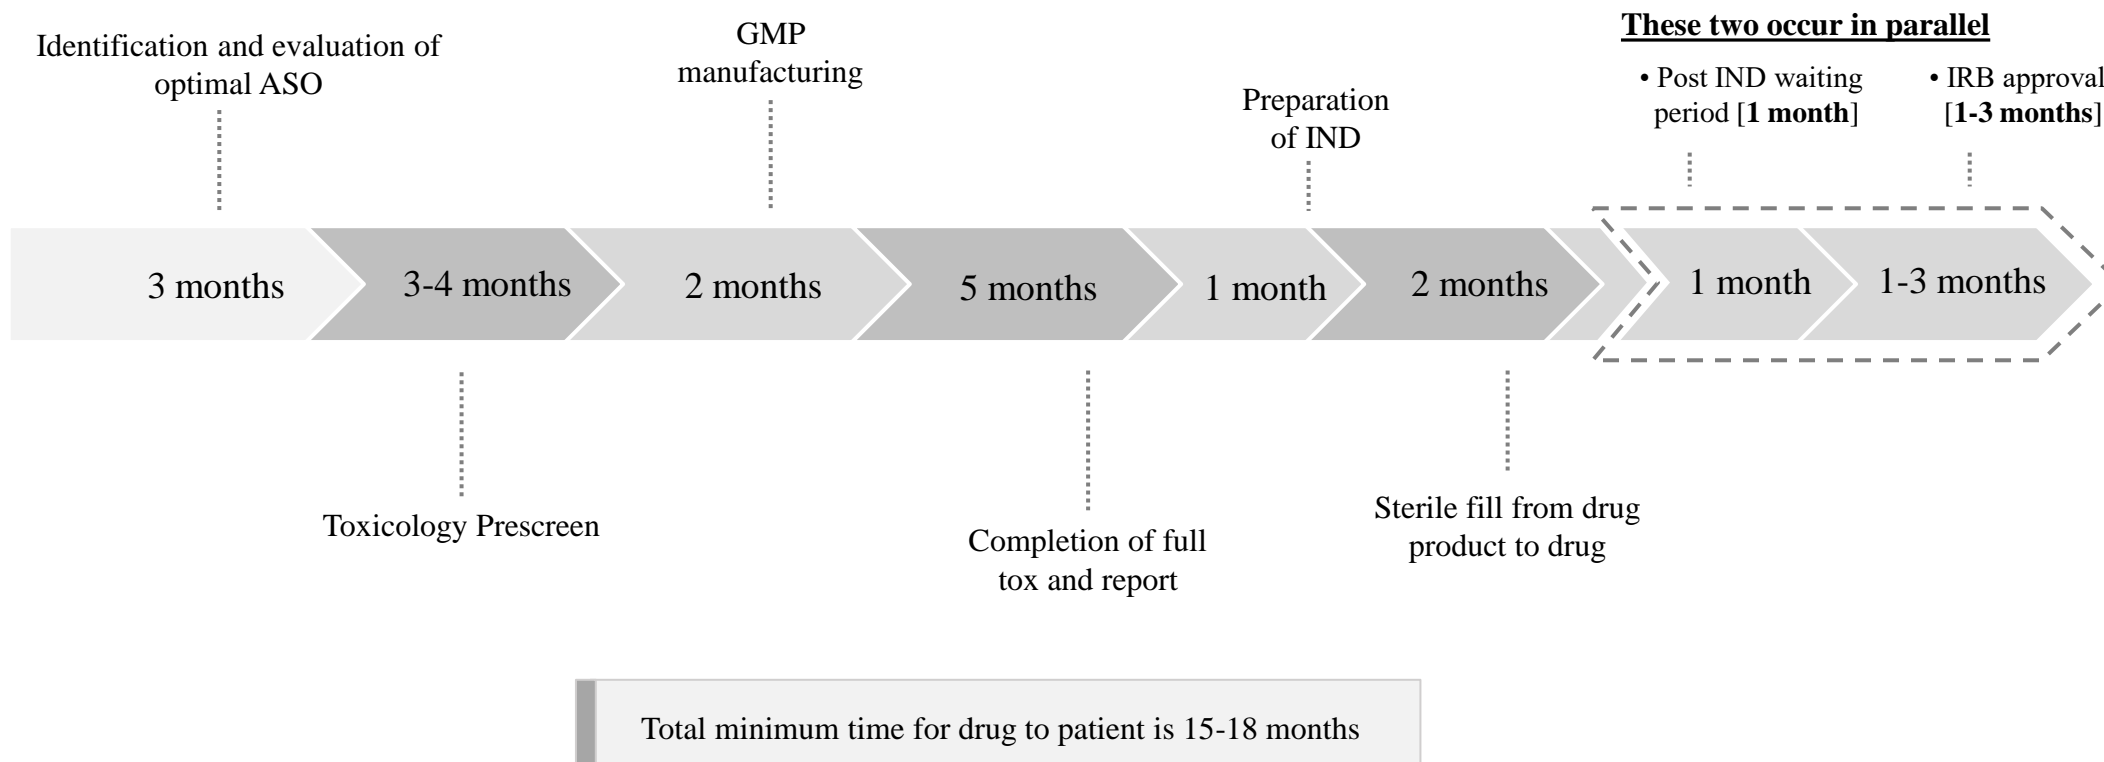 Identification and evaluation of
optimal ASO
GMP
manufacturing
Preparation
of IND
These two occur in parallel
• Post IND waiting
period [1 month]
• IRB approval
[1-3 months]
3 months
3-4 months
2 months
5 months
1 month
2 months
1 month
1-3 months
Toxicology Prescreen
Completion of full
tox and report
Sterile fill from drug
product to drug
Total minimum time for drug to patient is 15-18 months